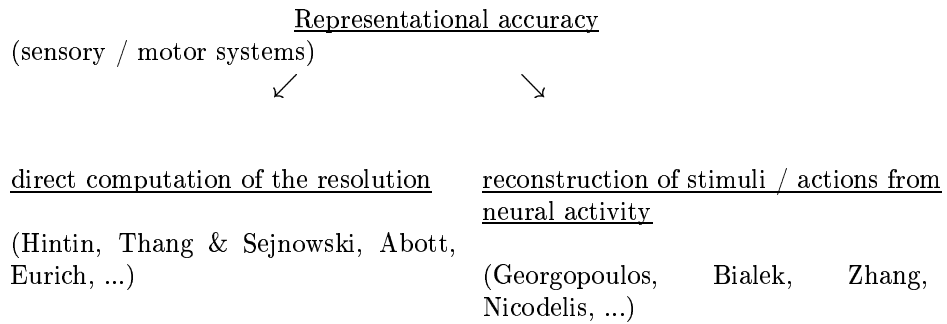 Representational accuracy
(sensory / motor systems)
↙ ↘
direct computation of the resolution
(Hintin, Thang & Sejnowski, Abott,
Eurich, ...)
reconstruction of stimuli / actions from
neural activity
(Georgopoulos, Bialek, Zhang,
Nicodelis, ...)